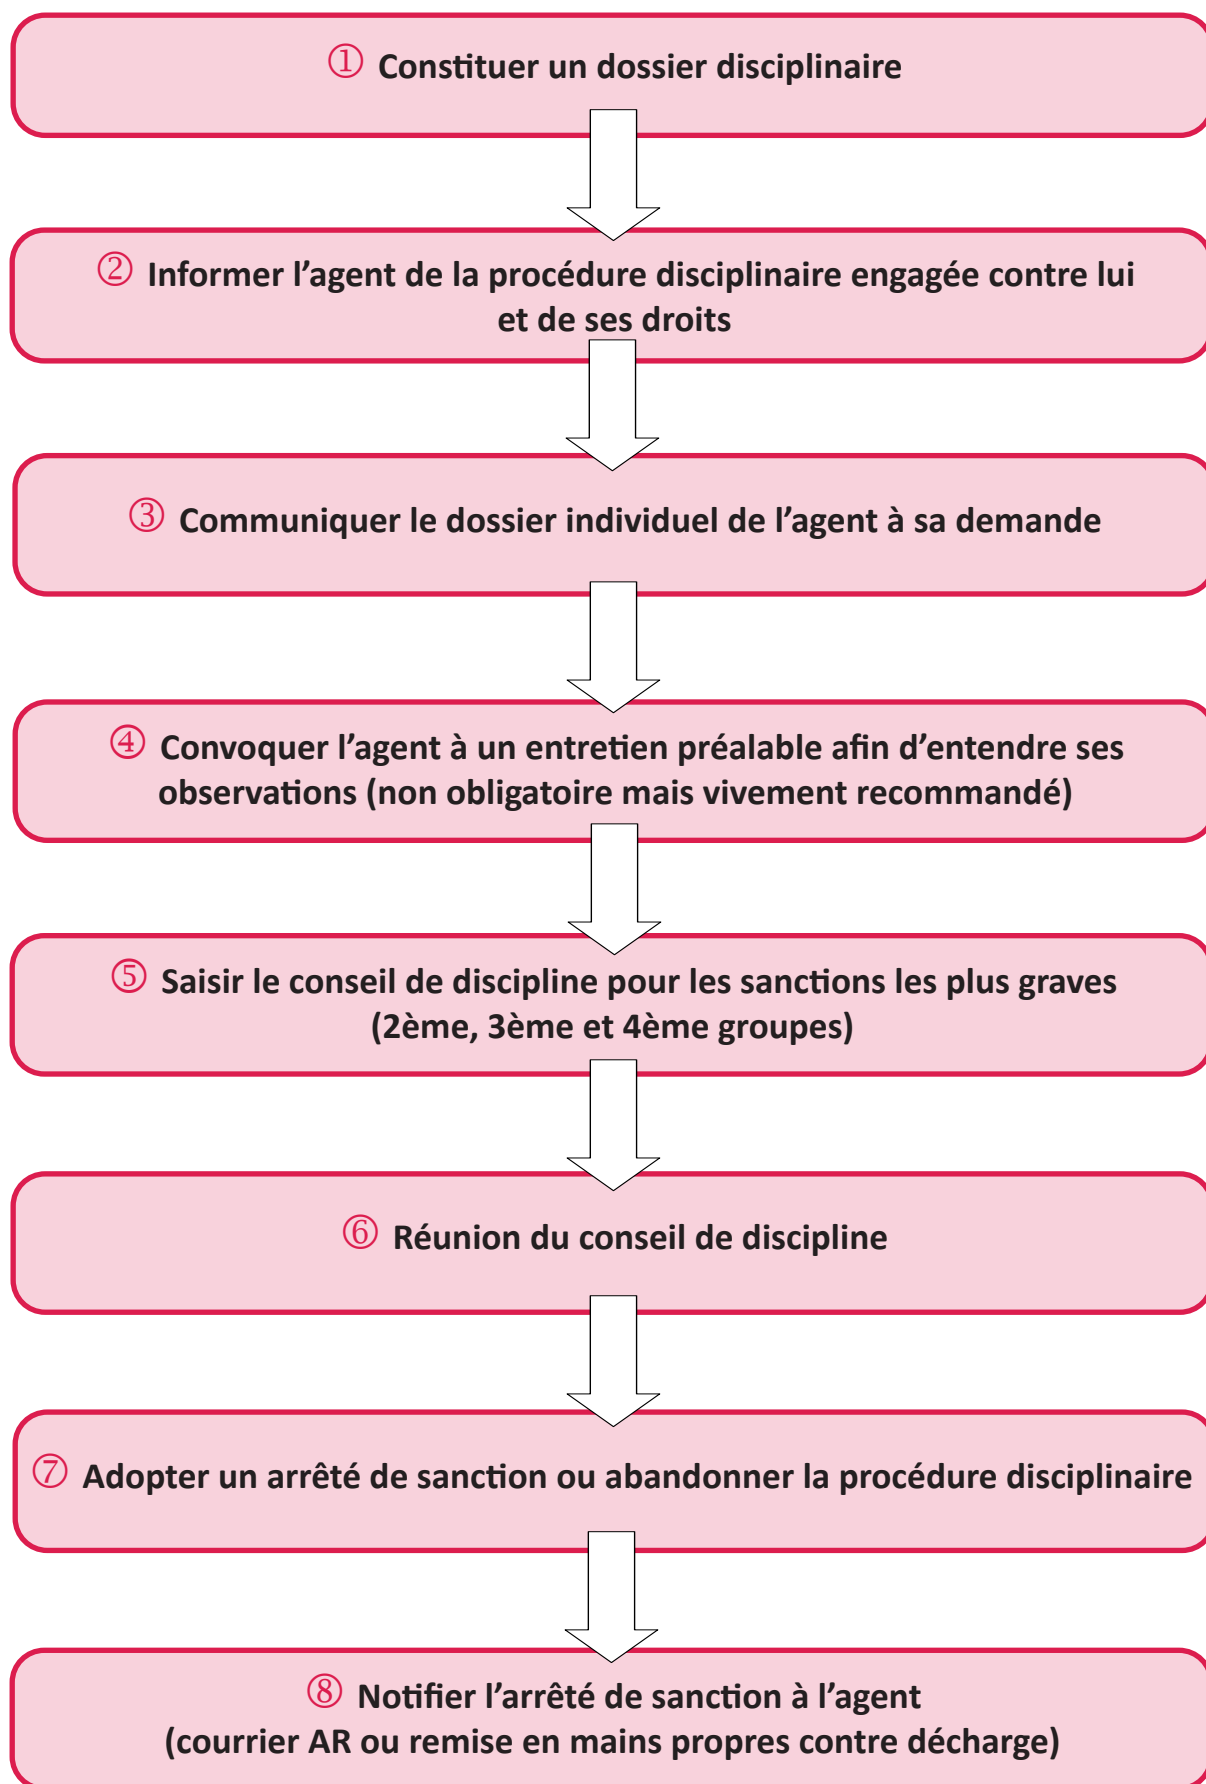 ① Constituer un dossier disciplinaire
② Informer l’agent de la procédure disciplinaire engagée contre lui
et de ses droits
③ Communiquer le dossier individuel de l’agent à sa demande
④ Convoquer l’agent à un entretien préalable afin d’entendre ses
observations (non obligatoire mais vivement recommandé)
⑤ Saisir le conseil de discipline pour les sanctions les plus graves
(2ème, 3ème et 4ème groupes)
⑥ Réunion du conseil de discipline
⑦ Adopter un arrêté de sanction ou abandonner la procédure disciplinaire
⑧ Notifier l’arrêté de sanction à l’agent
(courrier AR ou remise en mains propres contre décharge)